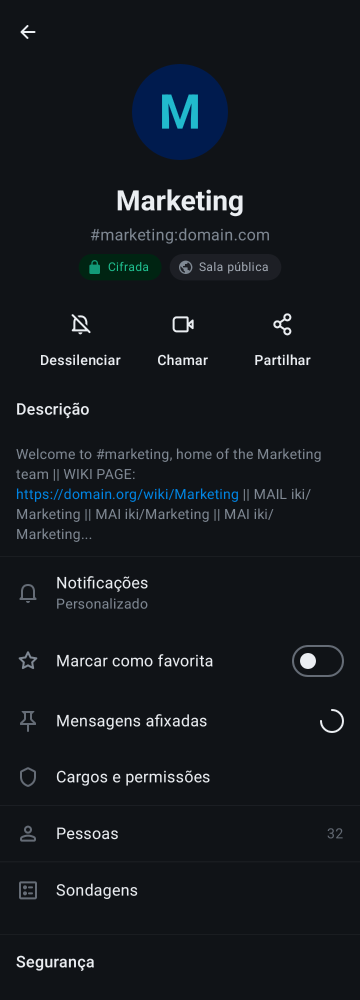 M
Marketing
#marketing:domain.com
Cifrada
Sala pública
Dessilenciar
Chamar
Partilhar
Descrição
Welcome to #marketing, home of the Marketing
team || WIKI PAGE:
https://domain.org/wiki/Marketing || MAIL iki/
Marketing || MAI iki/Marketing || MAI iki/
Marketing...
Notificações
Personalizado
Marcar como favorita
Mensagens afixadas
Cargos e permissões
Pessoas 32
Sondagens
Segurança